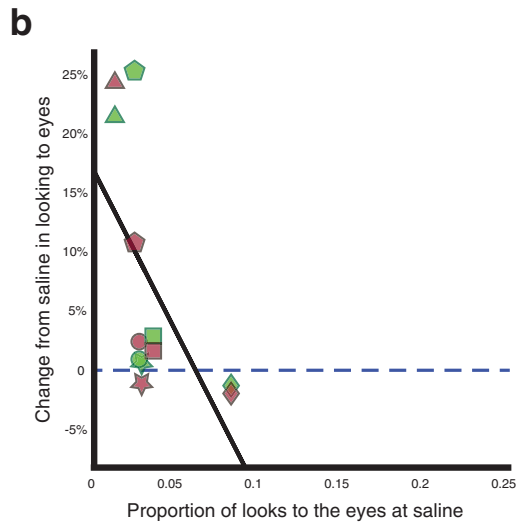 b
25%
20%
15%
10%
5%
0
-5%
Change from saline in looking to eyes
0 0.05 0.1 0.15 0.2 0.25
Proportion of looks to the eyes at saline